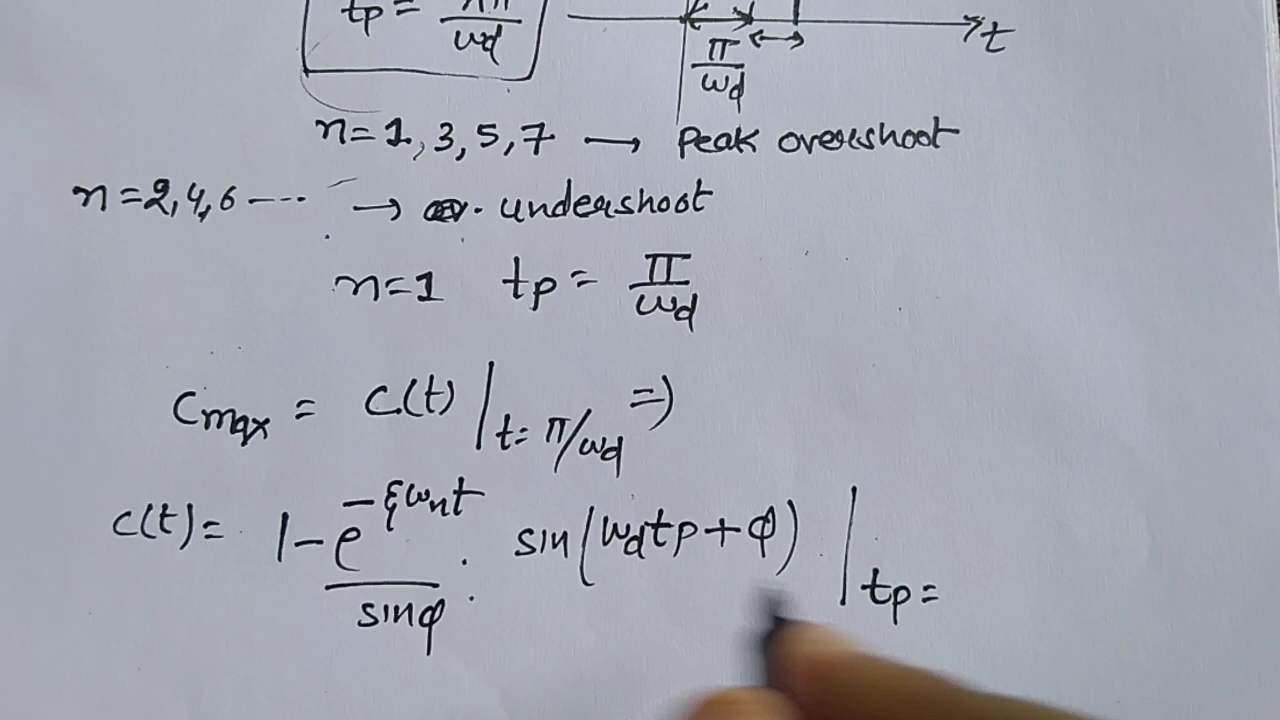 tp = nπ/ωd
t
π/ωd
n=1,3,5,7 → Peak overshoot
n=2,4,6---- → undershoot
n=1 tp = π/ωd
Cmax = C(t) |t=π/ωd =)
C(t)= 1-e^-ξωnt/sinφ . sin(ωdtp+φ) |tp=